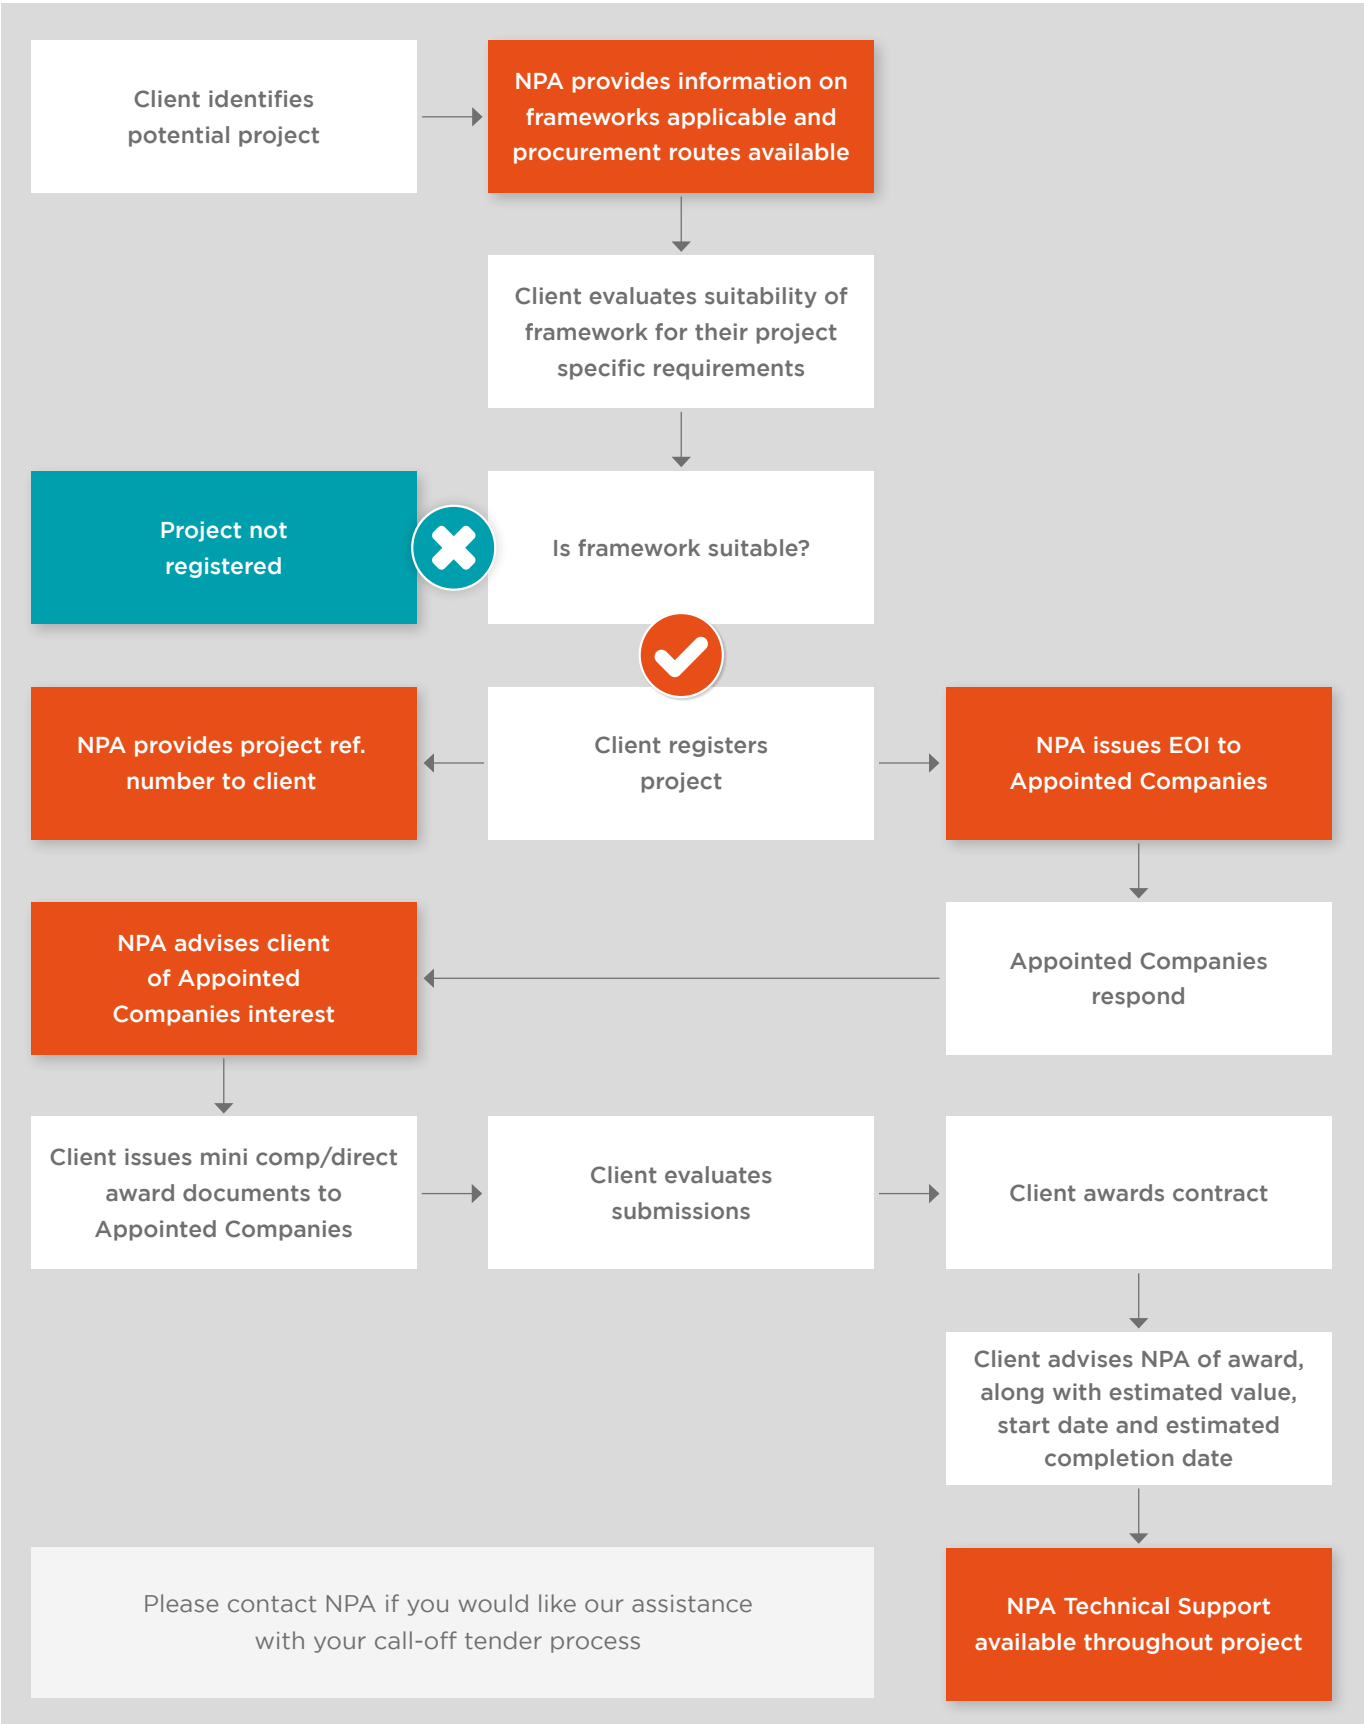 Client identifies
potential project
NPA provides information on
frameworks applicable and
procurement routes available
Client evaluates suitability of
framework for their project
specific requirements
Project not
registered
Is framework suitable?
NPA provides project ref.
number to client
Client registers
project
NPA issues EOI to
Appointed Companies
NPA advises client
of Appointed
Companies interest
Appointed Companies
respond
Client issues mini comp/direct
award documents to
Appointed Companies
Client evaluates
submissions
Client awards contract
Client advises NPA of award,
along with estimated value,
start date and estimated
completion date
Please contact NPA if you would like our assistance
with your call-off tender process
NPA Technical Support
available throughout project